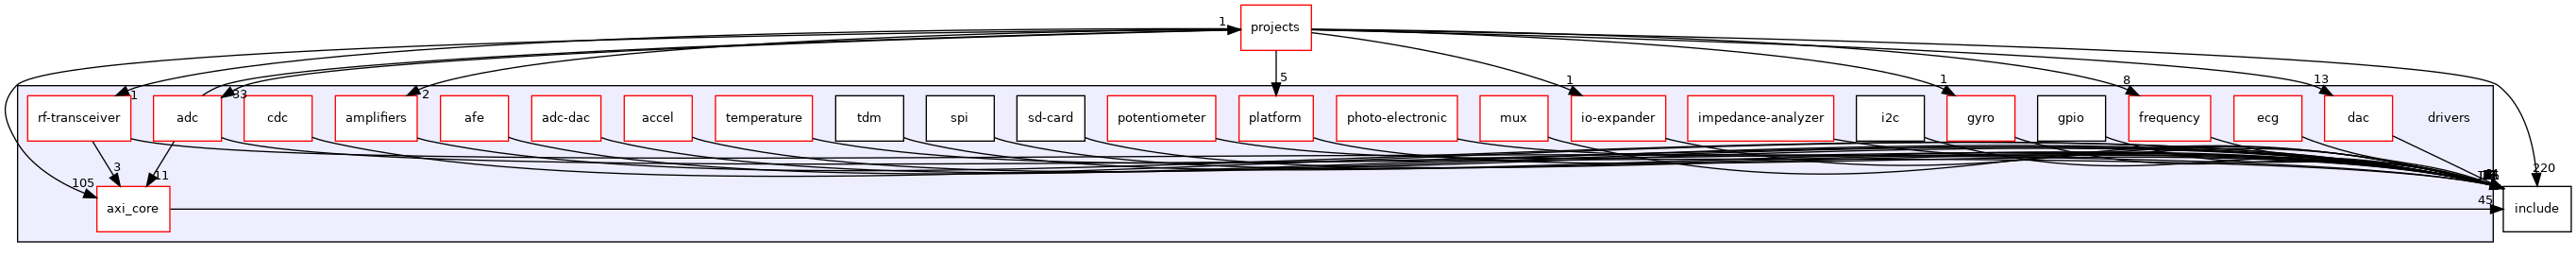 projects
1
5
1
1
8
13
rf-transceiver
1
adc
33
cdc
amplifiers
2
afe
adc-dac
accel
temperature
tdm
spi
sd-card
potentiometer
platform
photo-electronic
mux
io-expander
impedance-analyzer
i2c
gyro
gpio
frequency
ecg
dac
drivers
3
11
105
220
axi_core
45
include